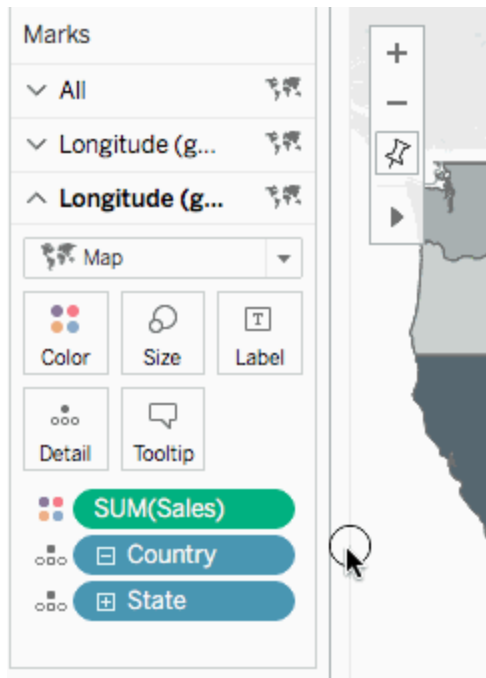 Marks
All
Longitude (g...
Longitude (g...
Map
Color Size Label
Detail Tooltip
SUM(Sales)
Country
State